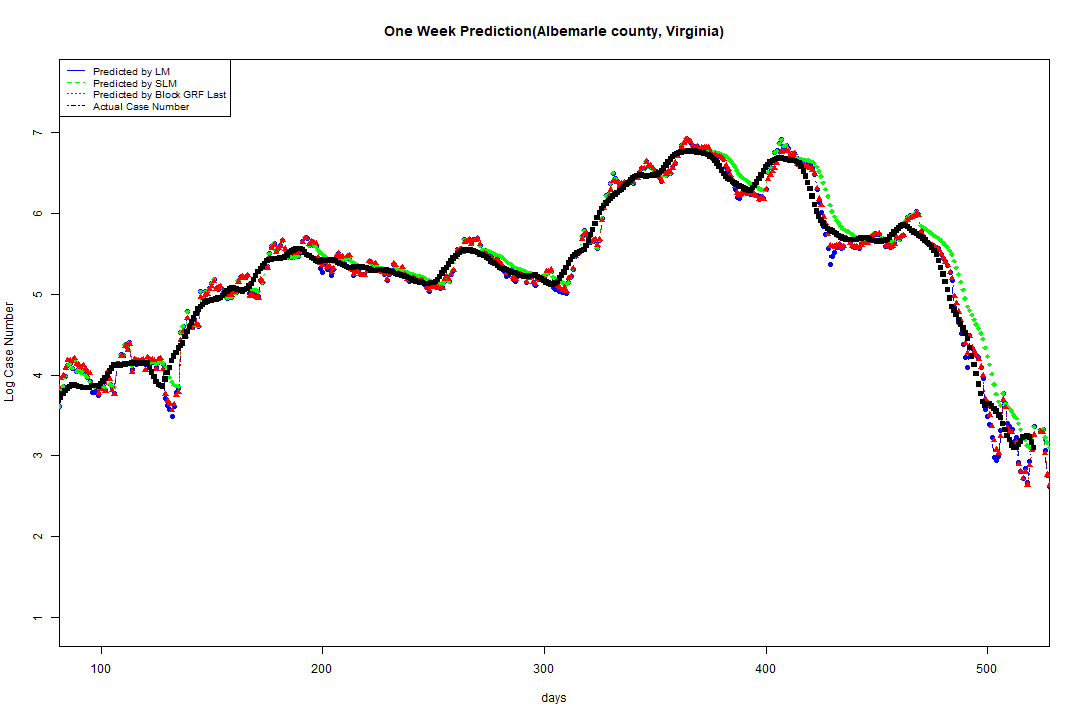 One Week Prediction(Albemarle county, Virginia)
Predicted by LM
Predicted by SLM
Predicted by Block GRF Last
Actual Case Number
Log Case Number
7
6
5
4
3
2
1
100 200 300 400 500
days